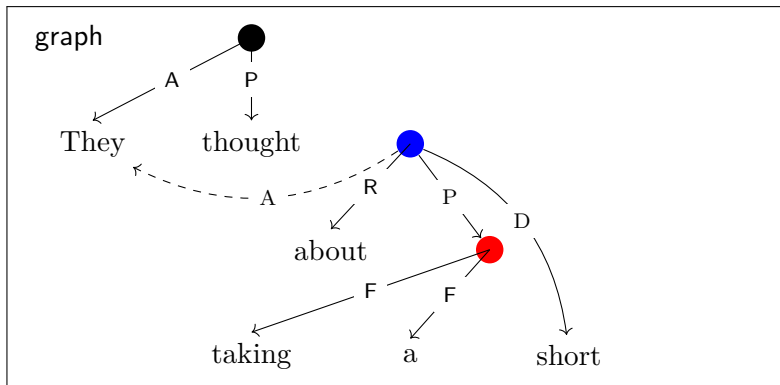 graph
A P
They thought
R P
A D
about
F F
taking a short